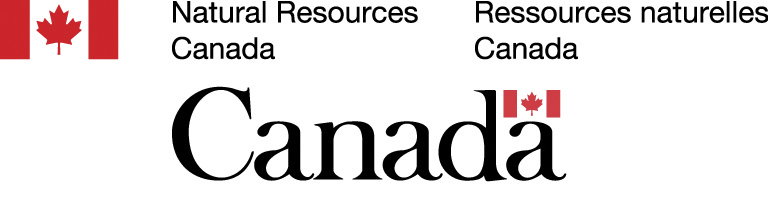 Natural Resources
Canada
Ressources naturelles
Canada
Canada